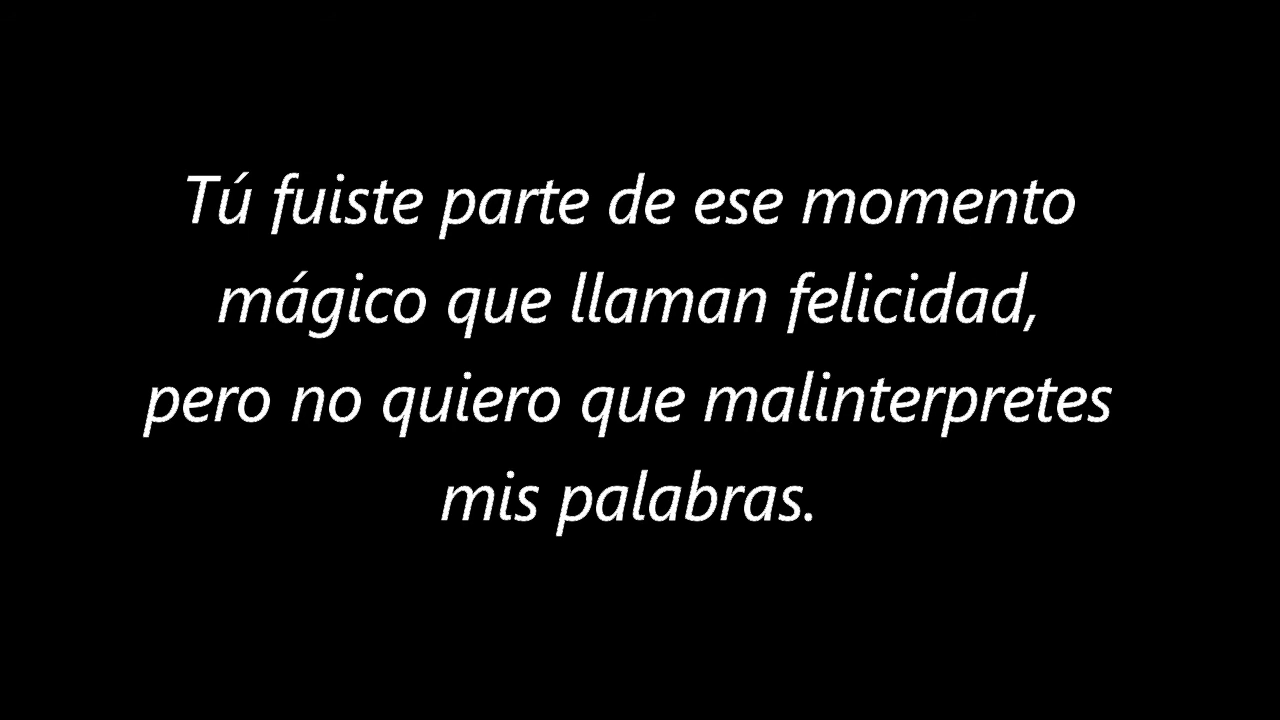 Tú fuiste parte de ese momento
mágico que llaman felicidad,
pero no quiero que malinterpretes
mis palabras.